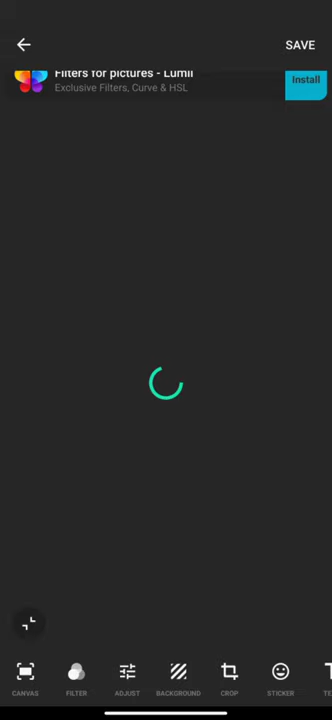 SAVE
Filters for pictures - Lumii
Exclusive Filters, Curve & HSL
Install
CANVAS
FILTER
ADJUST
BACKGROUND
CROP
STICKER